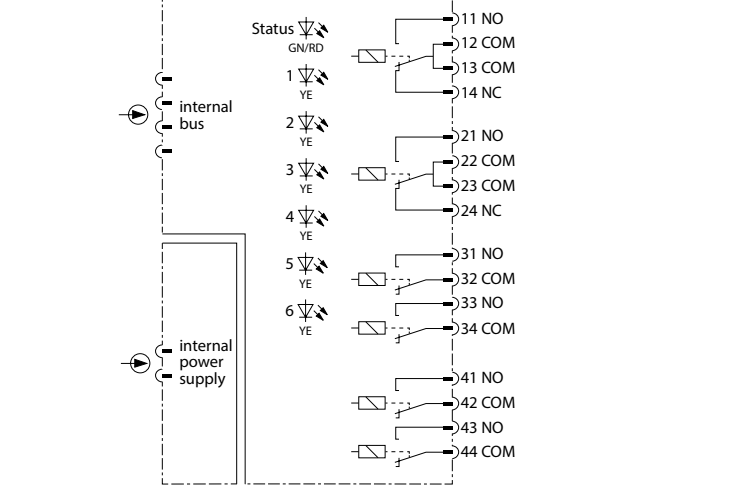 Status
GN/RD
1
YE
2
YE
3
YE
4
YE
5
YE
6
YE
internal
bus
internal
power
supply
11 NO
12 COM
13 COM
14 NC
21 NO
22 COM
23 COM
24 NC
31 NO
32 COM
33 NO
34 COM
41 NO
42 COM
43 NO
44 COM